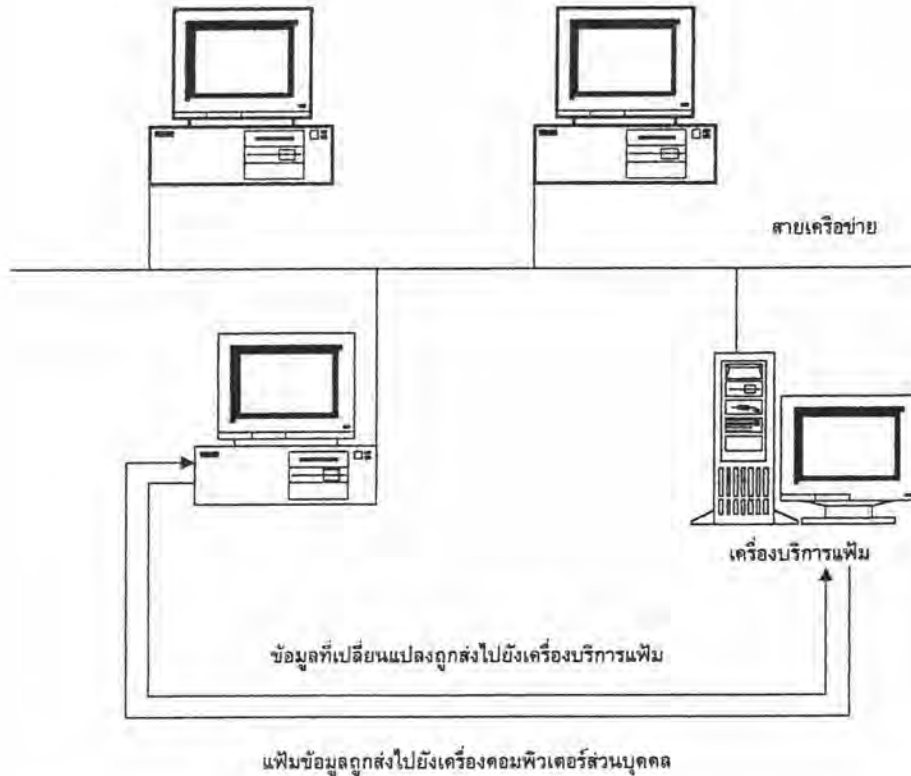 สายเครือข่าย
เครื่องบริการแฟ้ม
ข้อมูลที่เปลี่ยนแปลงถูกส่งไปยังเครื่องบริการแฟ้ม
แฟ้มข้อมูลถูกส่งไปยังเครื่องคอมพิวเตอร์ส่วนบุคคล